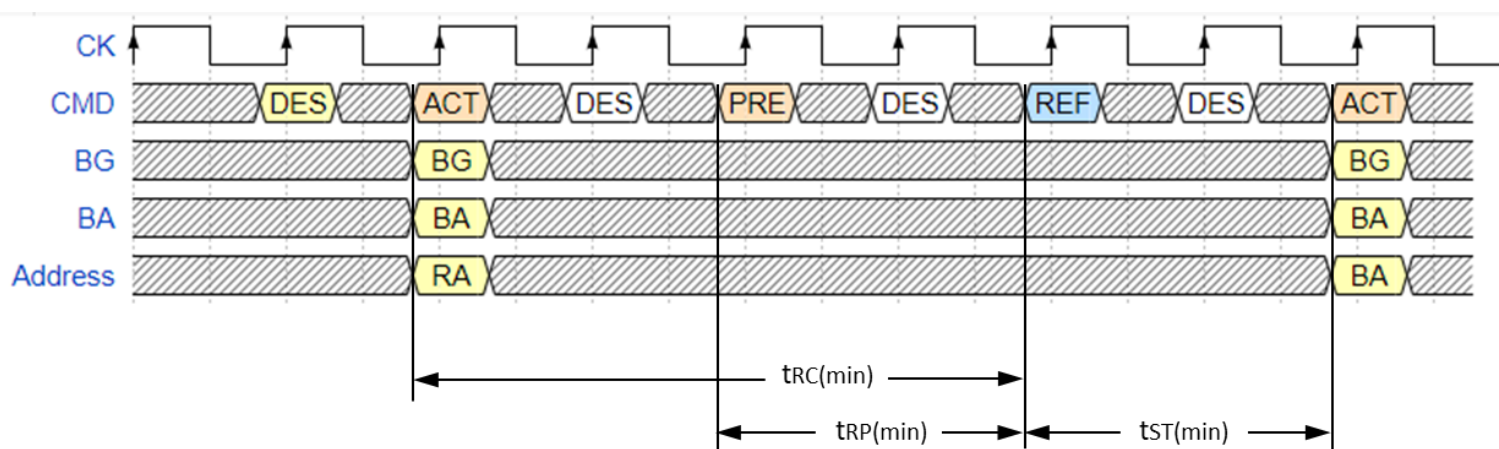 CK
CMD DES ACT DES PRE DES REF DES ACT
BG BG BG
BA BA BA
Address RA BA
tRC(min)
tRP(min) tST(min)